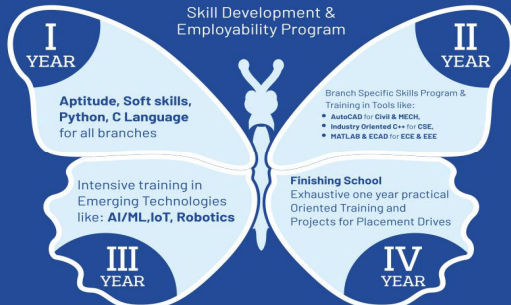 Skill Development &
Employability Program
I
YEAR
Aptitude, Soft skills,
Python, C Language
for all branches
II
YEAR
Branch Specific Skills Program &
Training in Tools like:
• AutoCAD for Civil & MECH,
• Industry Oriented C++ for CSE,
• MATLAB & ECAD for ECE & EEE
Intensive training in
Emerging Technologies
like: AI/ML,IoT, Robotics
III
YEAR
Finishing School
Exhaustive one year practical
Oriented Training and
Projects for Placement Drives
IV
YEAR